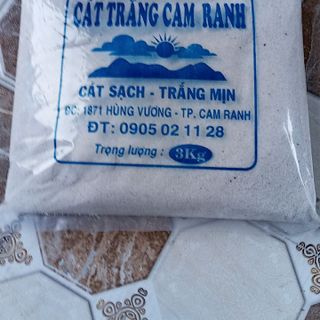 CÁT TRẮNG CAM RANH
CÁT SẠCH - TRẮNG MỊN
ĐC: 1871 HÙNG VƯƠNG - TP. CAM RANH
ĐT: 0905 02 11 28
Trọng lượng : 3Kg